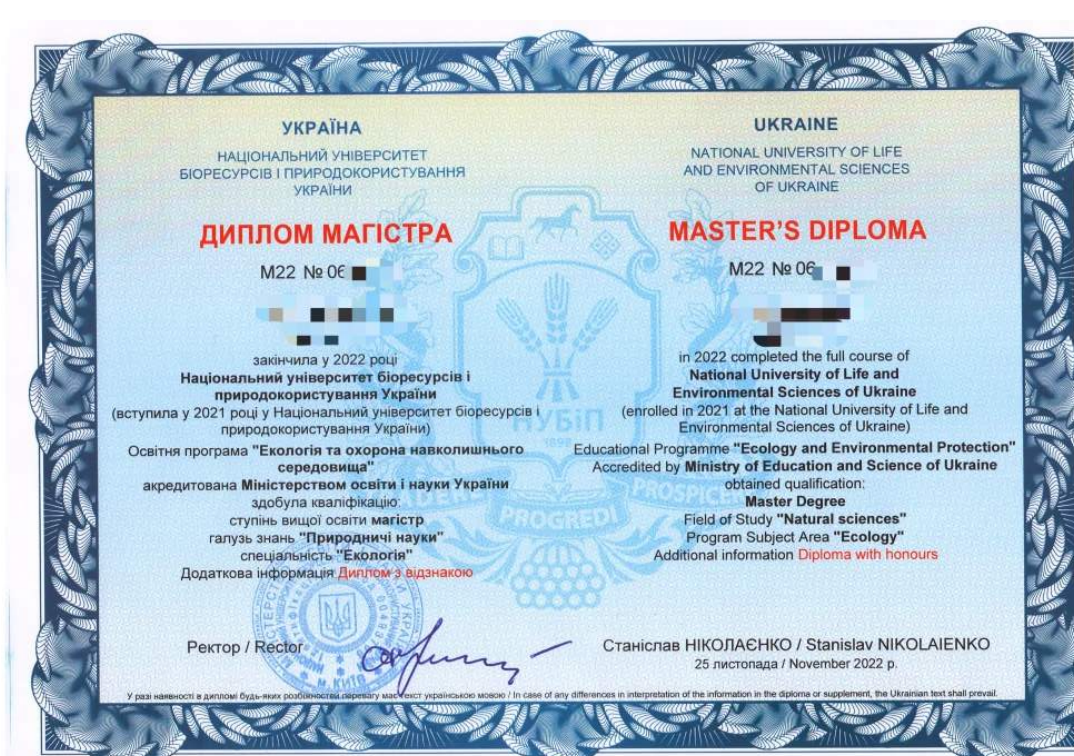 УКРАЇНА
НАЦІОНАЛЬНИЙ УНІВЕРСИТЕТ
БІОРЕСУРСІВ І ПРИРОДОКОРИСТУВАННЯ
УКРАЇНИ
ДИПЛОМ МАГІСТРА
M22 № 06
закінчила у 2022 році
Національний університет біоресурсів і
природокористування України
(вступила у 2021 році у Національний університет біоресурсів і
природокористування України)
Освітня програма "Екологія та охорона навколишнього
середовища"
акредитована Міністерством освіти і науки України
здобула кваліфікацію:
ступінь вищої освіти магістр
галузь знань "Природничі науки"
спеціальність "Екологія"
Додаткова інформація Диплом з відзнакою
UKRAINE
NATIONAL UNIVERSITY OF LIFE
AND ENVIRONMENTAL SCIENCES
OF UKRAINE
MASTER'S DIPLOMA
M22 № 06
in 2022 completed the full course of
National University of Life and
Environmental Sciences of Ukraine
(enrolled in 2021 at the National University of Life and
Environmental Sciences of Ukraine)
Educational Programme "Ecology and Environmental Protection"
Accredited by Ministry of Education and Science of Ukraine
obtained qualification:
Master Degree
Field of Study "Natural sciences"
Program Subject Area "Ecology"
Additional information Diploma with honours
НУБіП
1898
PROGREDI
PROSPICERE
Ректор / Rector
Станіслав НІКОЛАЄНКО / Stanislav NIKOLAIENKO
25 листопада / November 2022 р.
м. Київ
У разі наявності в дипломі будь-яких розбіжностей перевагу має текст українською мовою / In case of any differences in interpretation of the information in the diploma or supplement, the Ukrainian text shall prevail.